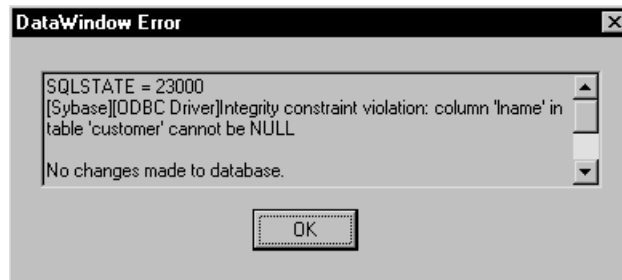 DataWindow Error
SQLSTATE = 23000
[Sybase][ODBC Driver]Integrity constraint violation: column 'lname' in
table 'customer' cannot be NULL
No changes made to database.
OK